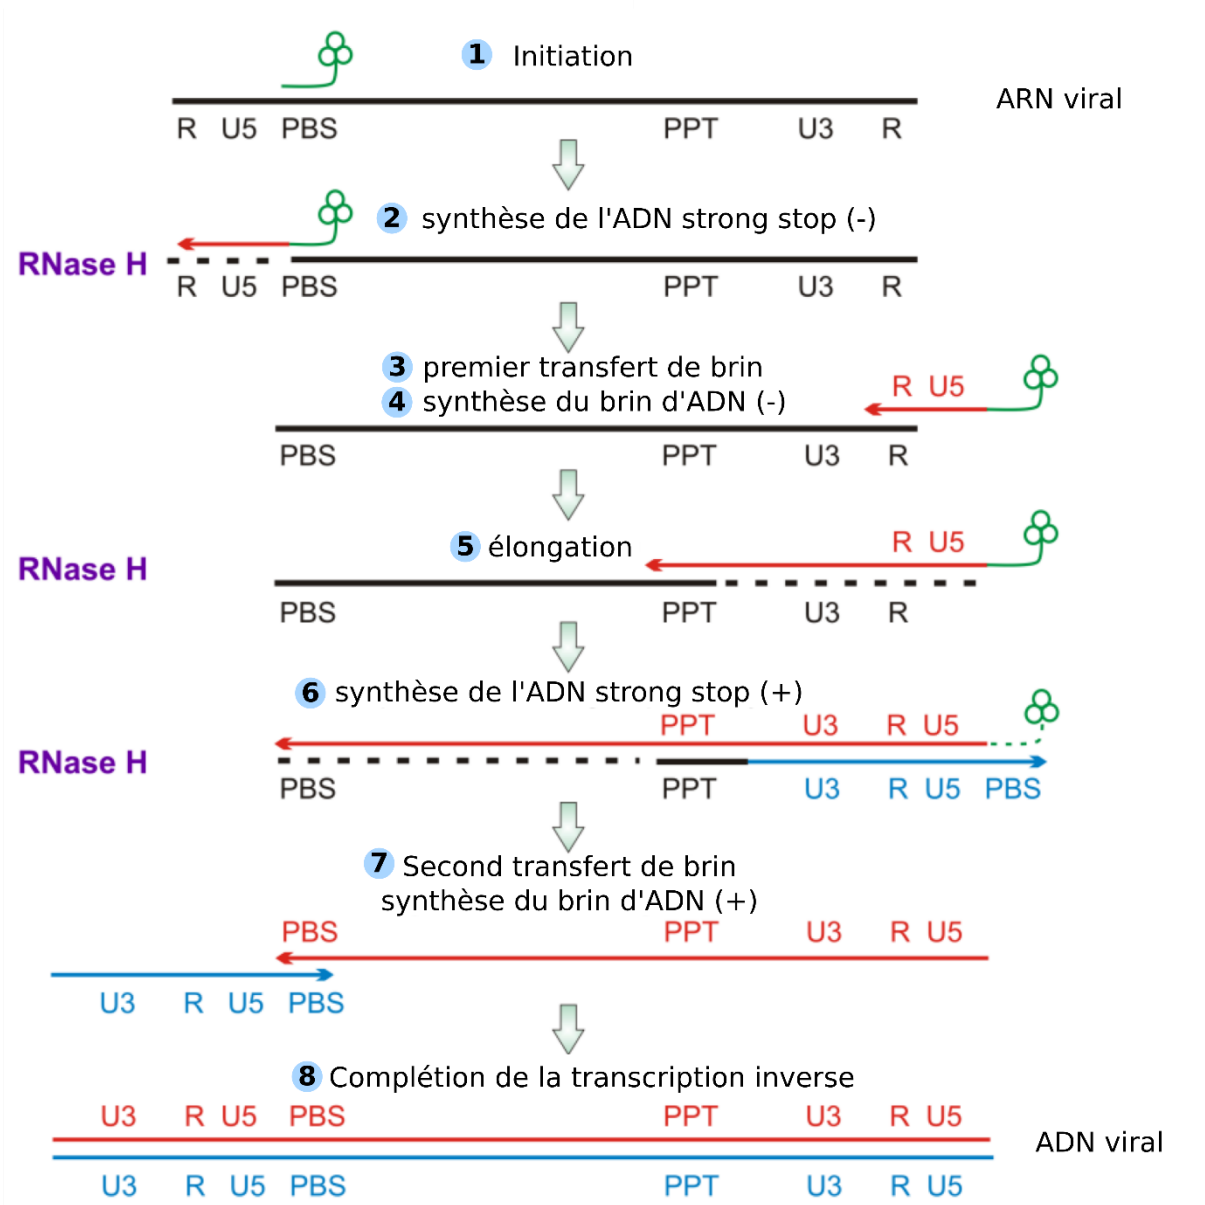 1 Initiation
ARN viral
R U5 PBS PPT U3 R
2 synthèse de l'ADN strong stop (-)
RNase H
R U5 PBS PPT U3 R
3 premier transfert de brin
4 synthèse du brin d'ADN (-)
R U5
PBS PPT U3 R
5 élongation
R U5
RNase H
PBS PPT U3 R
6 synthèse de l'ADN strong stop (+)
PPT U3 R U5
RNase H
PBS PPT U3 R U5 PBS
7 Second transfert de brin
synthèse du brin d'ADN (+)
PBS PPT U3 R U5
U3 R U5 PBS
8 Complétion de la transcription inverse
U3 R U5 PBS PPT U3 R U5
ADN viral
U3 R U5 PBS PPT U3 R U5